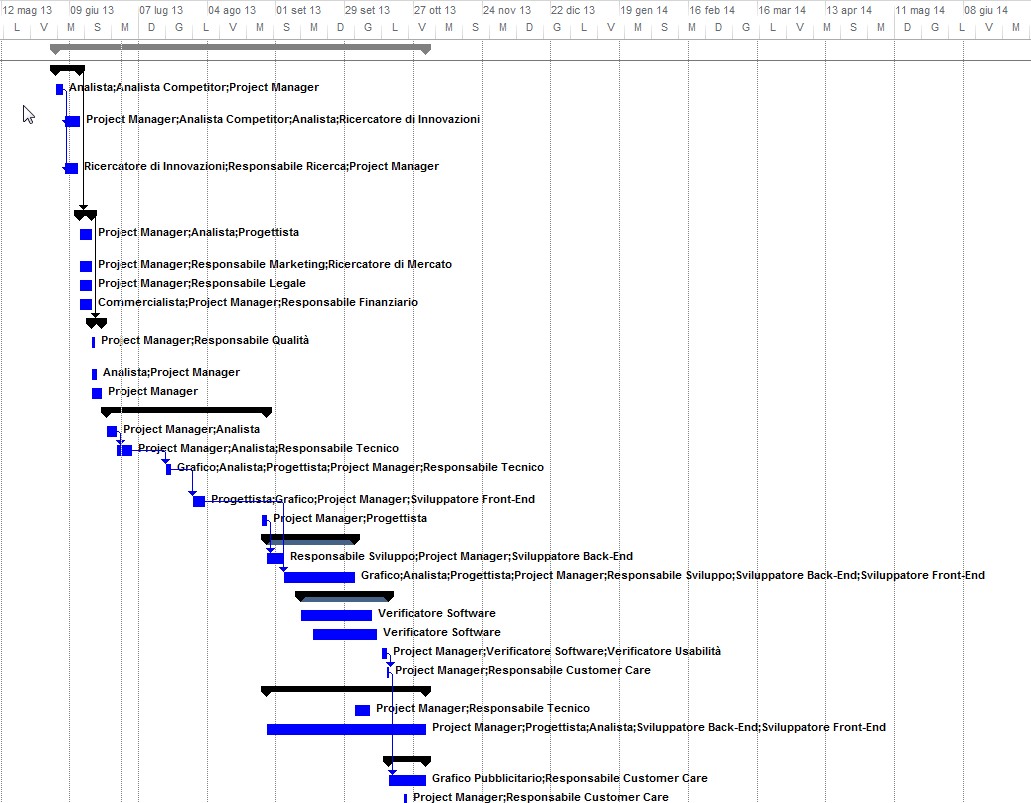 12 mag 13 09 giu 13 07 lug 13 04 ago 13 01 set 13 29 set 13 27 ott 13 24 nov 13 22 dic 13 19 gen 14 16 feb 14 16 mar 14 13 apr 14 11 mag 14 08 giu 14
L V M S M D G L V M S M D G L V M S M D G L V M S M D G L V M S M D G L V M
Analista;Analista Competitor;Project Manager
Project Manager;Analista Competitor;Analista;Ricercatore di Innovazioni
Ricercatore di Innovazioni;Responsabile Ricerca;Project Manager
Project Manager;Analista;Progettista
Project Manager;Responsabile Marketing;Ricercatore di Mercato
Project Manager;Responsabile Legale
Commercialista;Project Manager;Responsabile Finanziario
Project Manager;Responsabile Qualità
Analista;Project Manager
Project Manager
Project Manager;Analista
Project Manager;Analista;Responsabile Tecnico
Grafico;Analista;Progettista;Project Manager;Responsabile Tecnico
Progettista;Grafico;Project Manager;Sviluppatore Front-End
Project Manager;Progettista
Responsabile Sviluppo;Project Manager;Sviluppatore Back-End
Grafico;Analista;Progettista;Project Manager;Responsabile Sviluppo;Sviluppatore Back-End;Sviluppatore Front-End
Verificatore Software
Verificatore Software
Project Manager;Verificatore Software;Verificatore Usabilità
Project Manager;Responsabile Customer Care
Project Manager;Responsabile Tecnico
Project Manager;Progettista;Analista;Sviluppatore Back-End;Sviluppatore Front-End
Grafico Pubblicitario;Responsabile Customer Care
Project Manager;Responsabile Customer Care